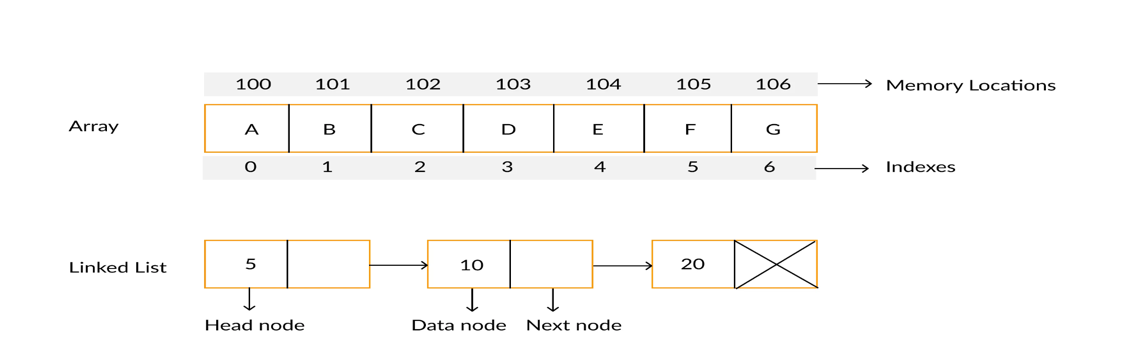 100 101 102 103 104 105 106 Memory Locations
Array A B C D E F G
0 1 2 3 4 5 6 Indexes
Linked List 5 10 20
Head node Data node Next node